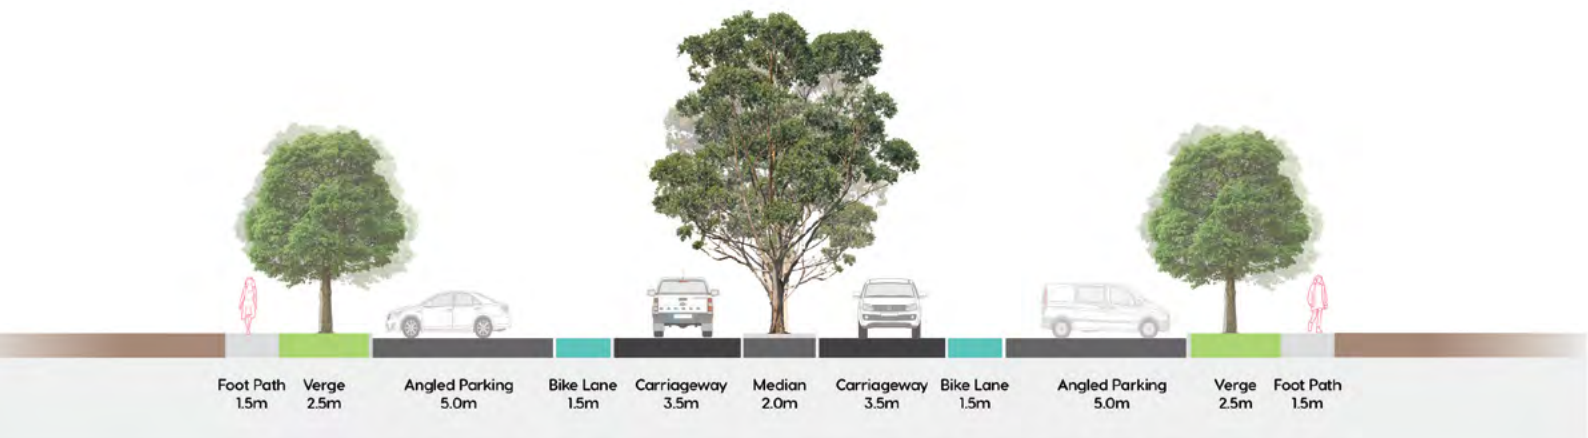 Foot Path Verge Angled Parking Bike Lane Carriageway Median Carriageway Bike Lane Angled Parking Verge Foot Path
1.5m 2.5m 5.0m 1.5m 3.5m 2.0m 3.5m 1.5m 5.0m 2.5m 1.5m